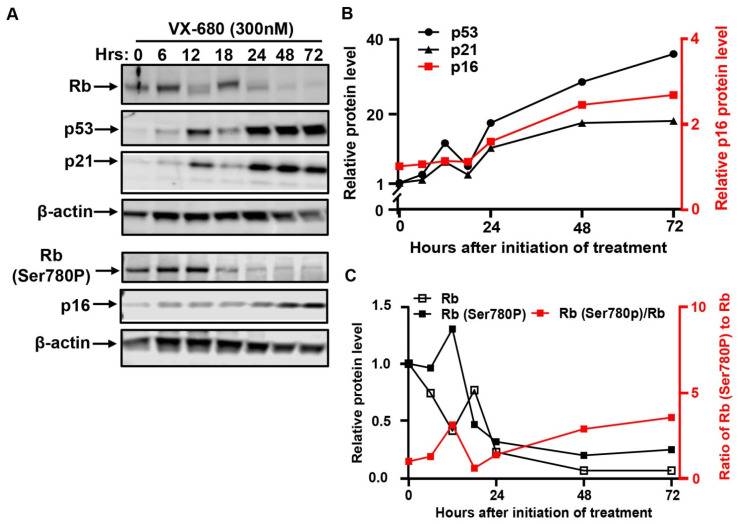 A
VX-680 (300nM)
Hrs: 0 6 12 18 24 48 72
Rb
p53
p21
β-actin
Rb
(Ser780P)
p16
β-actin
B
p53
p21
p16
40
20
1
0
Relative protein level
4
2
0
Relative p16 protein level
0 24 48 72
Hours after initiation of treatment
C
Rb
Rb (Ser780P)
Rb (Ser780p)/Rb
1.5
1.0
0.5
0.0
Relative protein level
10
5
0
Ratio of Rb (Ser780P) to Rb
0 24 48 72
Hours after initiation of treatment